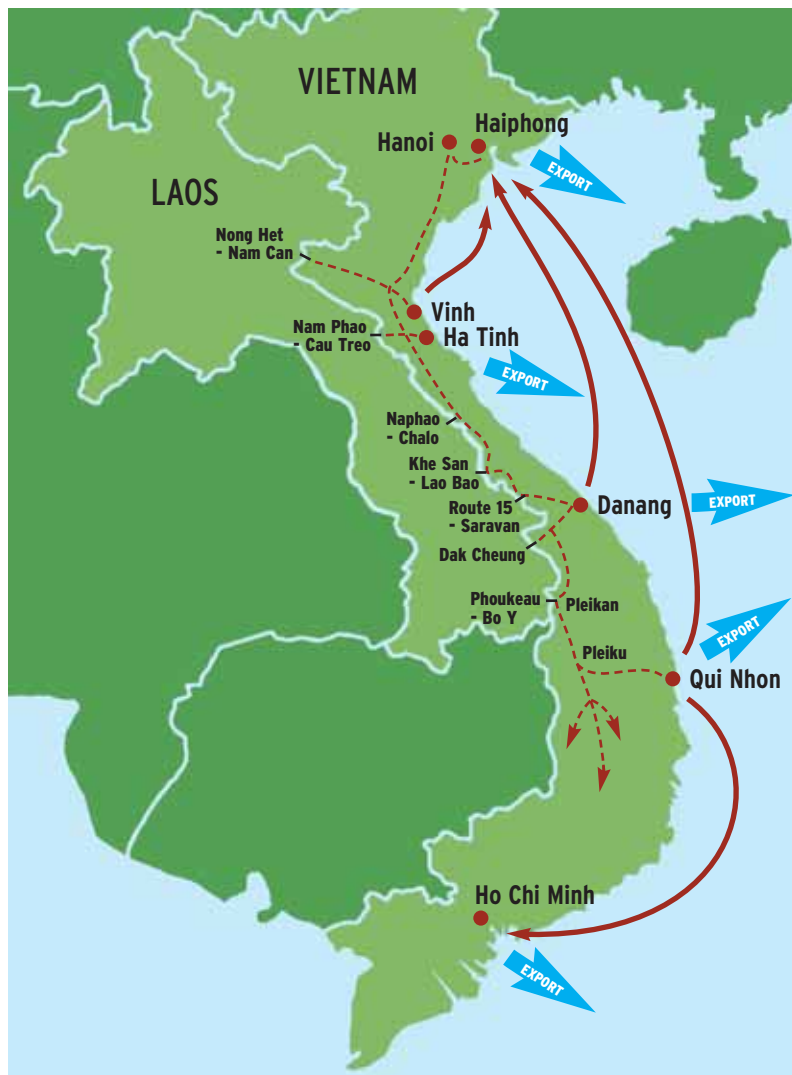 VIETNAM
Haiphong
Hanoi
EXPORT
LAOS
Nong Het
- Nam Can
Vinh
Nam Phao
- Cau Treo
Ha Tinh
EXPORT
Naphao
- Chalo
Khe San
- Lao Bao
Route 15
- Saravan
Danang
EXPORT
Dak Cheung
Phoukeau
- Bo Y
Pleikan
EXPORT
Pleiku
Qui Nhon
Ho Chi Minh
EXPORT